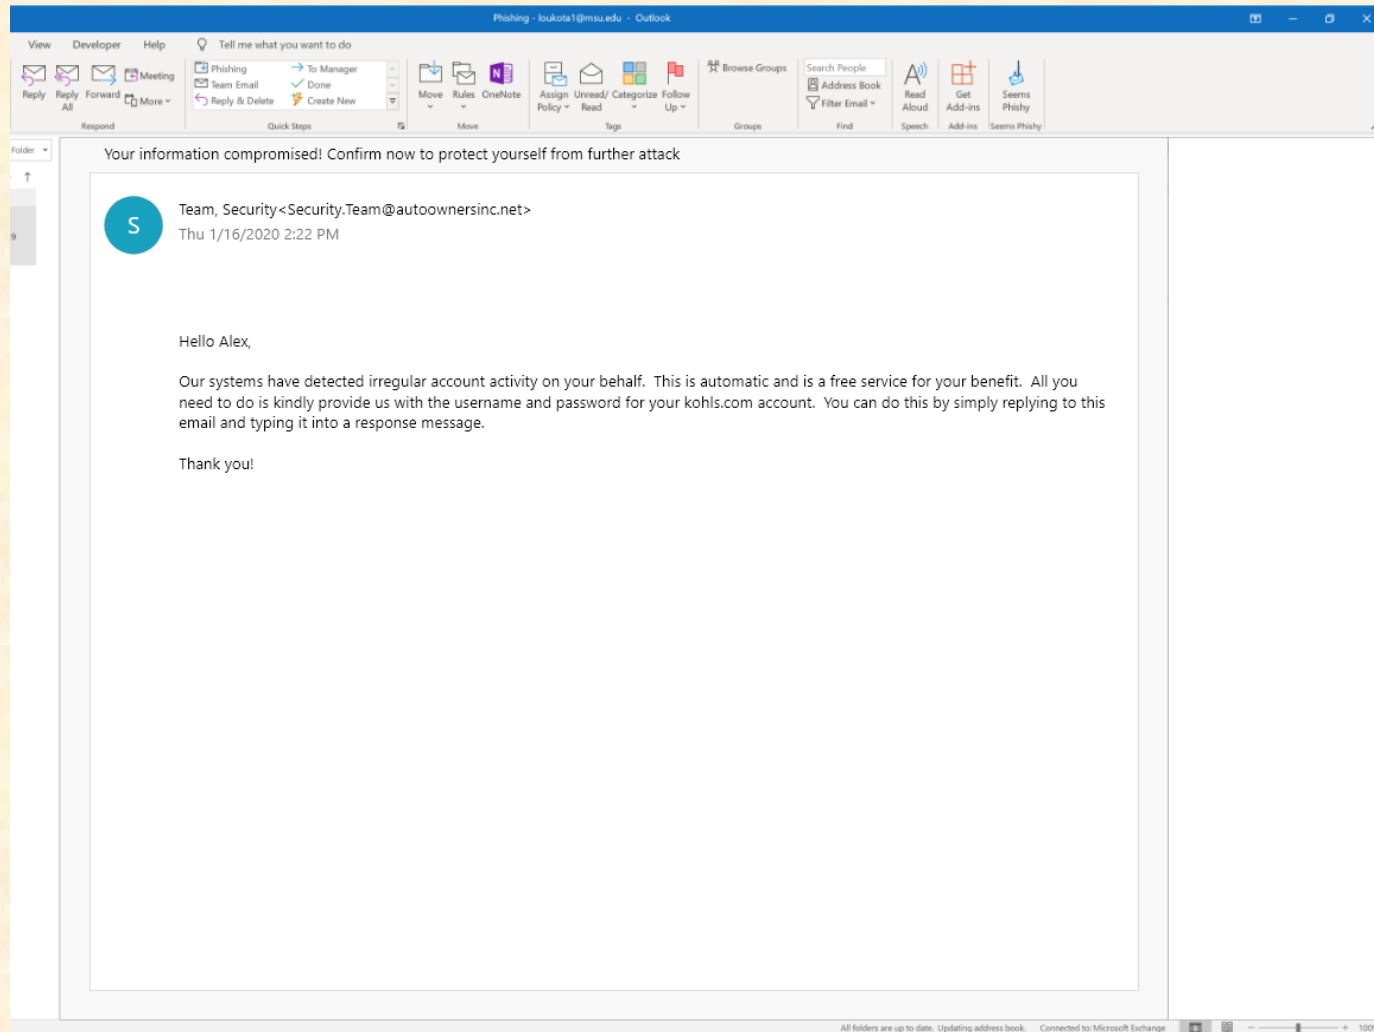 Phishing - loukota1@msu.edu - Outlook
View Developer Help Tell me what you want to do
Reply
Reply All
Forward
Meeting
More
Respond
Phishing
To Manager
Team Email
Done
Reply & Delete
Create New
Quick Steps
Move
Rules
OneNote
Move
Assign Policy
Unread/ Read
Categorize
Follow Up
Tags
Browse Groups
Groups
Search People
Address Book
Filter Email
Find
Read Aloud
Speech
Get Add-ins
Add-ins
Seems Phishy
Seems Phishy
Folder
9
Your information compromised! Confirm now to protect yourself from further attack
S
Team, Security<Security.Team@autoownersinc.net>
Thu 1/16/2020 2:22 PM
Hello Alex,
Our systems have detected irregular account activity on your behalf. This is automatic and is a free service for your benefit. All you
need to do is kindly provide us with the username and password for your kohls.com account. You can do this by simply replying to this
email and typing it into a response message.
Thank you!
All folders are up to date. Updating address book. Connected to: Microsoft Exchange
100